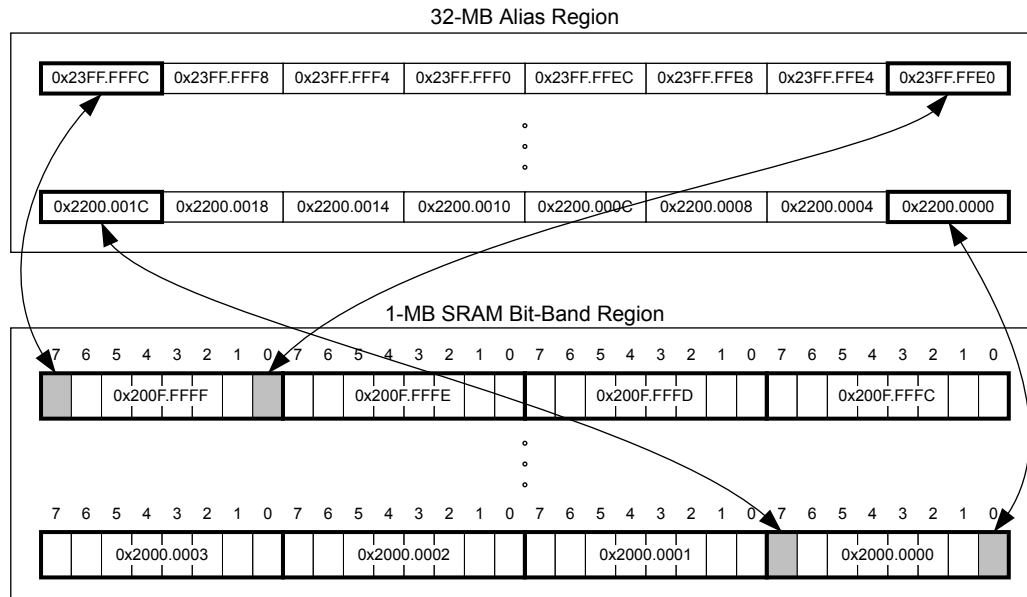 32-MB Alias Region
0x23FF.FFFC 0x23FF.FFF8 0x23FF.FFF4 0x23FF.FFF0 0x23FF.FFEC 0x23FF.FFE8 0x23FF.FFE4 0x23FF.FFE0
0x2200.001C 0x2200.0018 0x2200.0014 0x2200.0010 0x2200.000C 0x2200.0008 0x2200.0004 0x2200.0000
1-MB SRAM Bit-Band Region
7 6 5 4 3 2 1 0 7 6 5 4 3 2 1 0 7 6 5 4 3 2 1 0 7 6 5 4 3 2 1 0
0x200F.FFFF 0x200F.FFFE 0x200F.FFFD 0x200F.FFFC
7 6 5 4 3 2 1 0 7 6 5 4 3 2 1 0 7 6 5 4 3 2 1 0 7 6 5 4 3 2 1 0
0x2000.0003 0x2000.0002 0x2000.0001 0x2000.0000